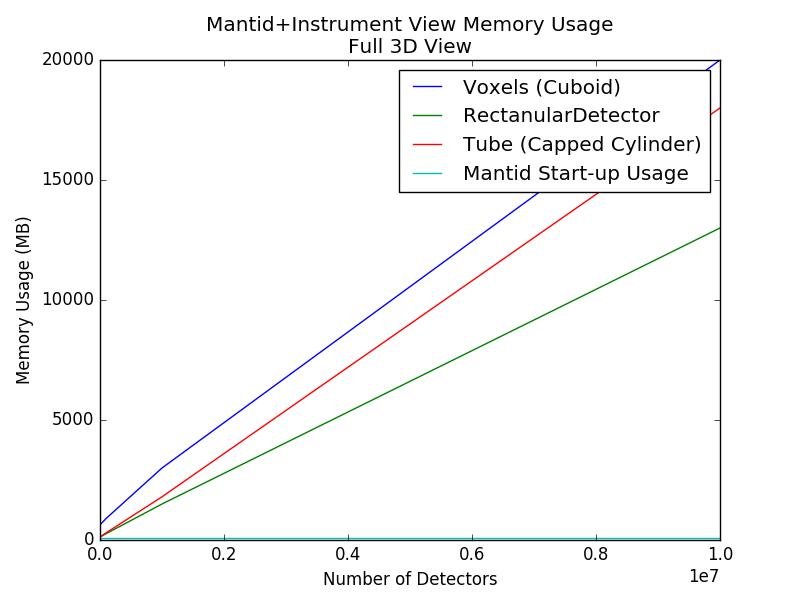 Mantid+Instrument View Memory Usage
Full 3D View
Voxels (Cuboid)
RectanularDetector
Tube (Capped Cylinder)
Mantid Start-up Usage
Memory Usage (MB)
20000
15000
10000
5000
0
0.0 0.2 0.4 0.6 0.8 1.0
1e7
Number of Detectors